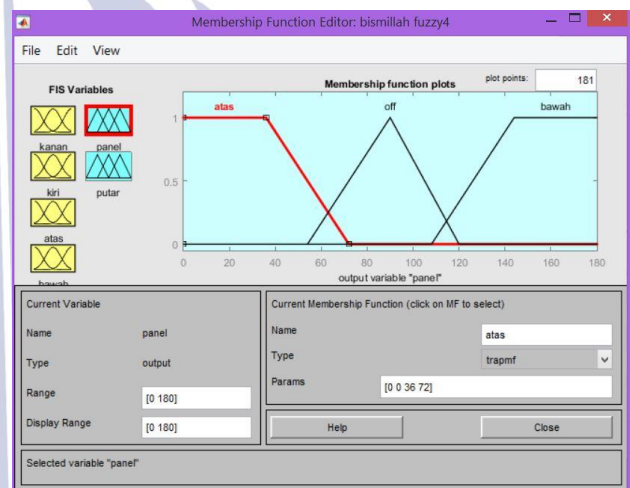 Membership Function Editor: bismillah fuzzy4
File Edit View
FIS Variables
kanan
panel
kiri
putar
atas
bawah
Membership function plots
plot points:
181
atas
off
bawah
1
0.5
0
0 20 40 60 80 100 120 140 160 180
output variable "panel"
Current Variable
Name panel
Type output
Range [0 180]
Display Range [0 180]
Current Membership Function (click on MF to select)
Name atas
Type trapmf
Params [0 0 36 72]
Help
Close
Selected variable "panel"